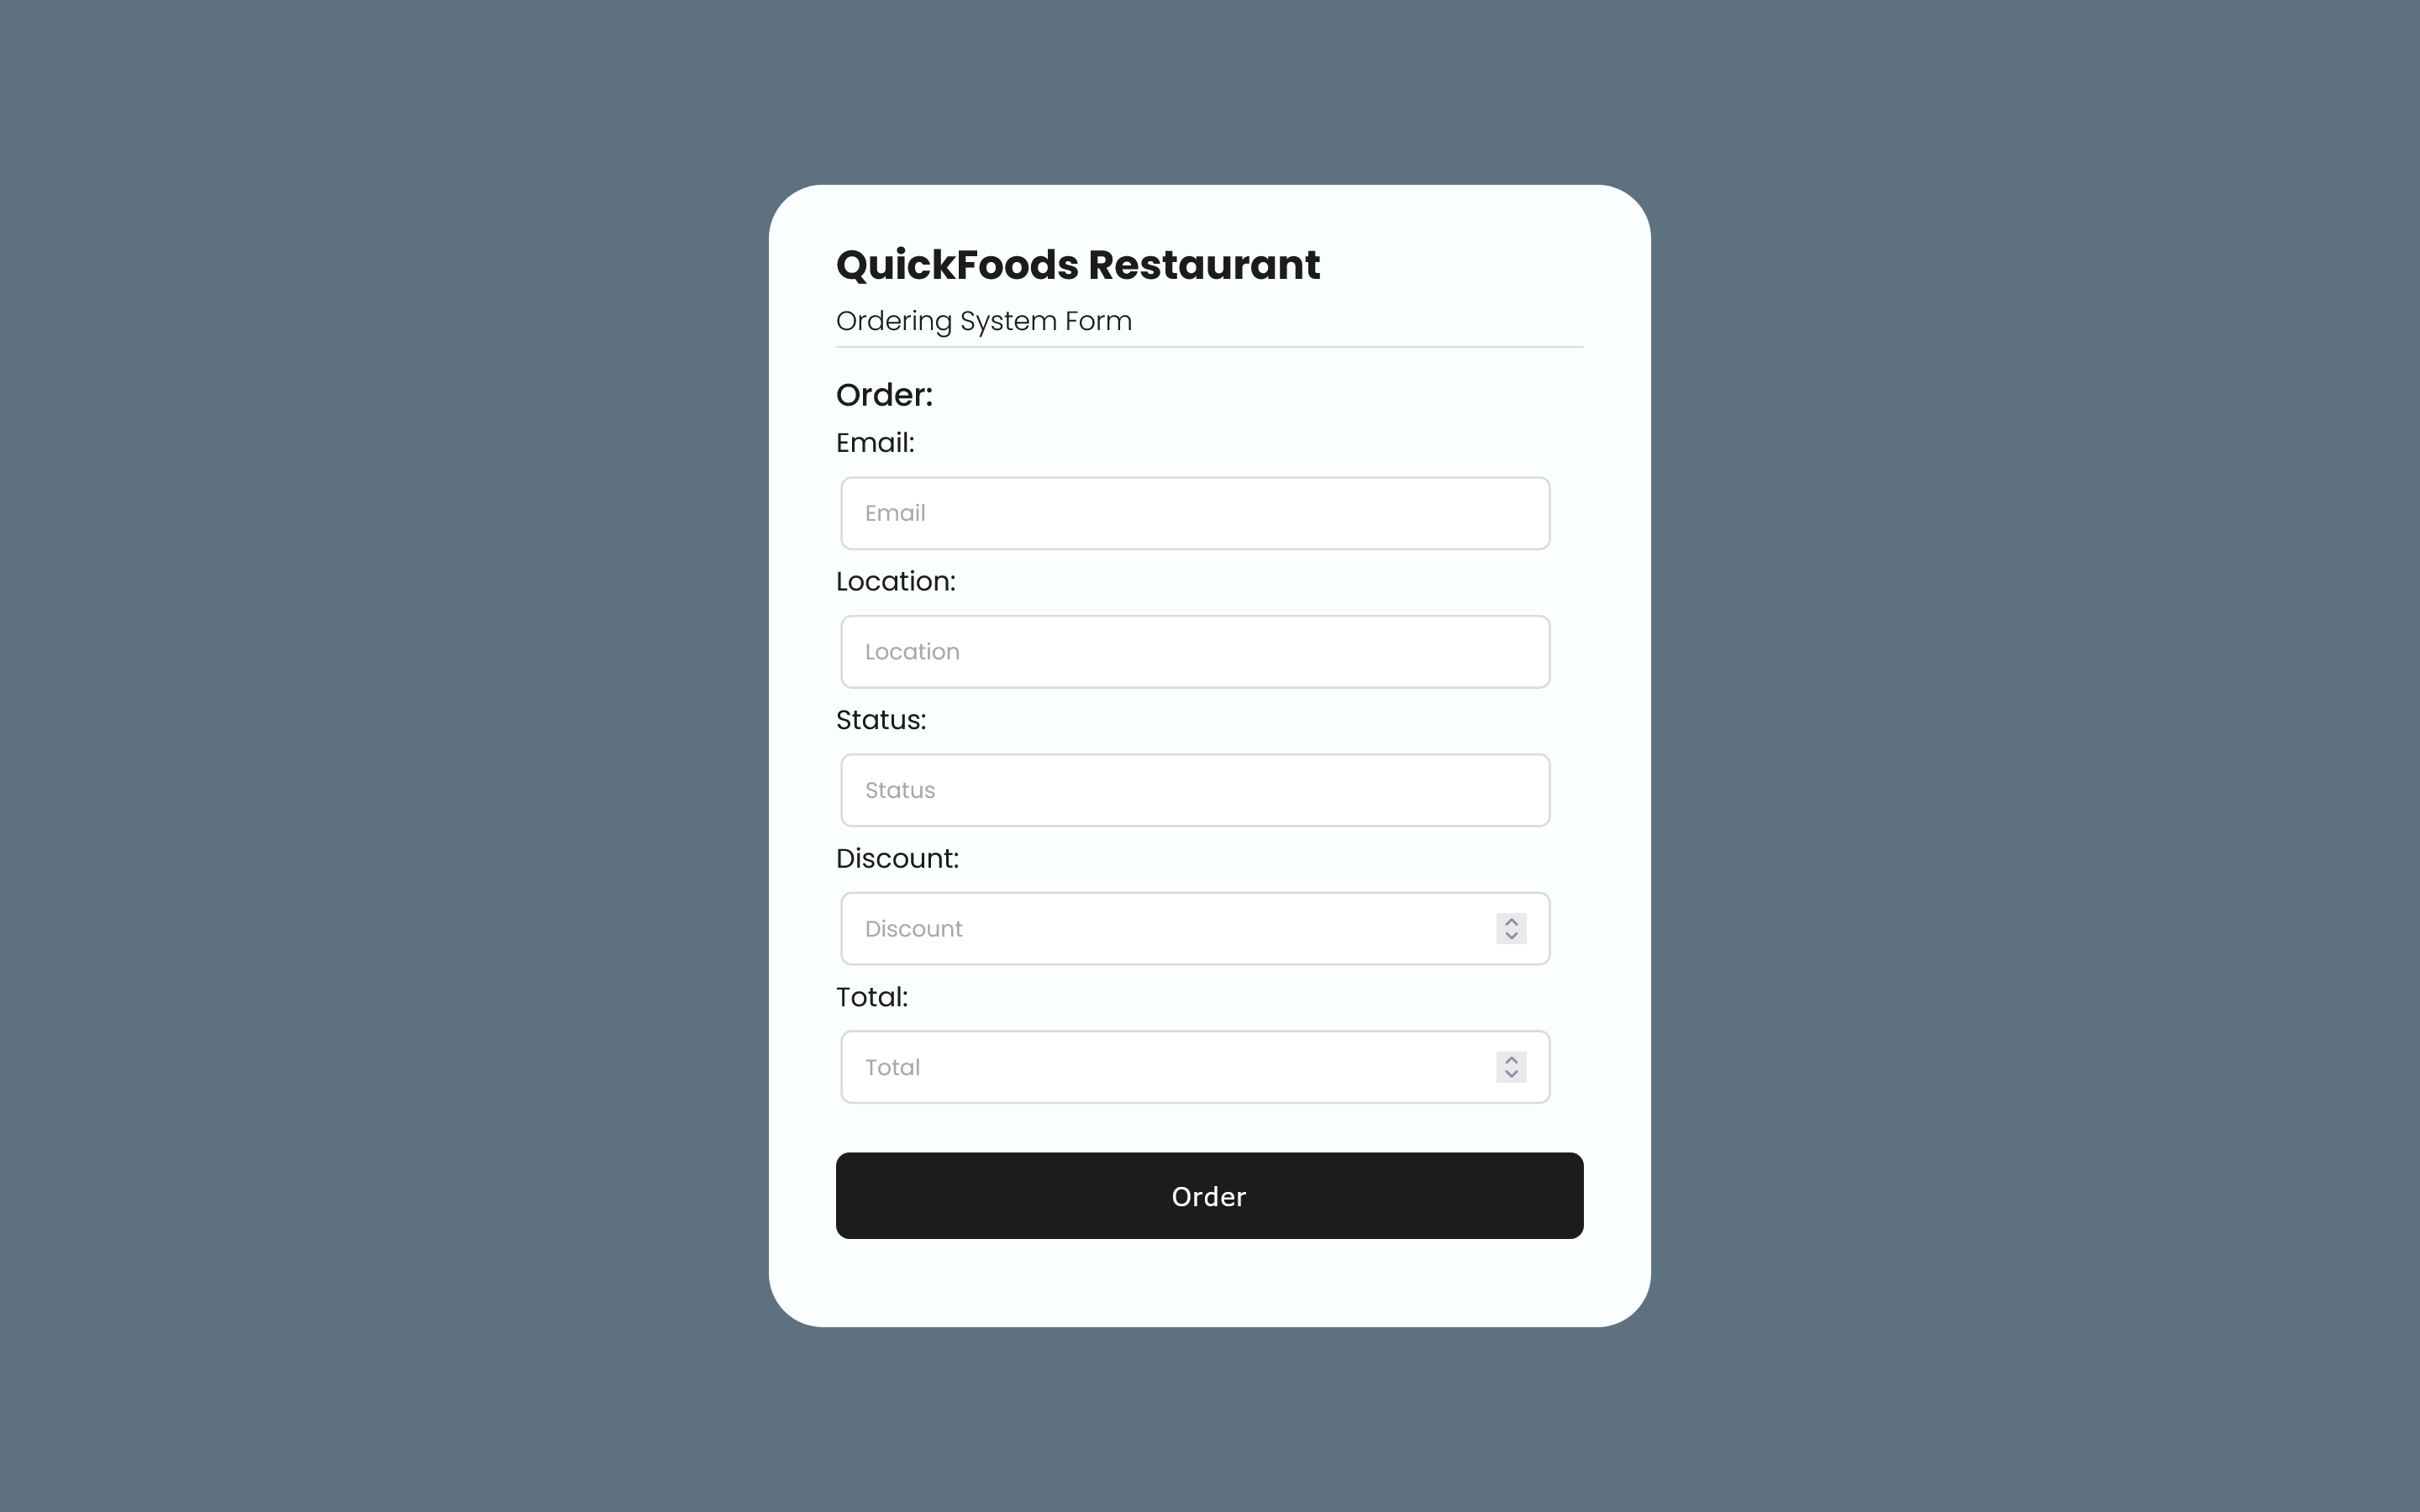 QuickFoods Restaurant
Ordering System Form
Order:
Email:
Email
Location:
Location
Status:
Status
Discount:
Discount
Total:
Total
Order